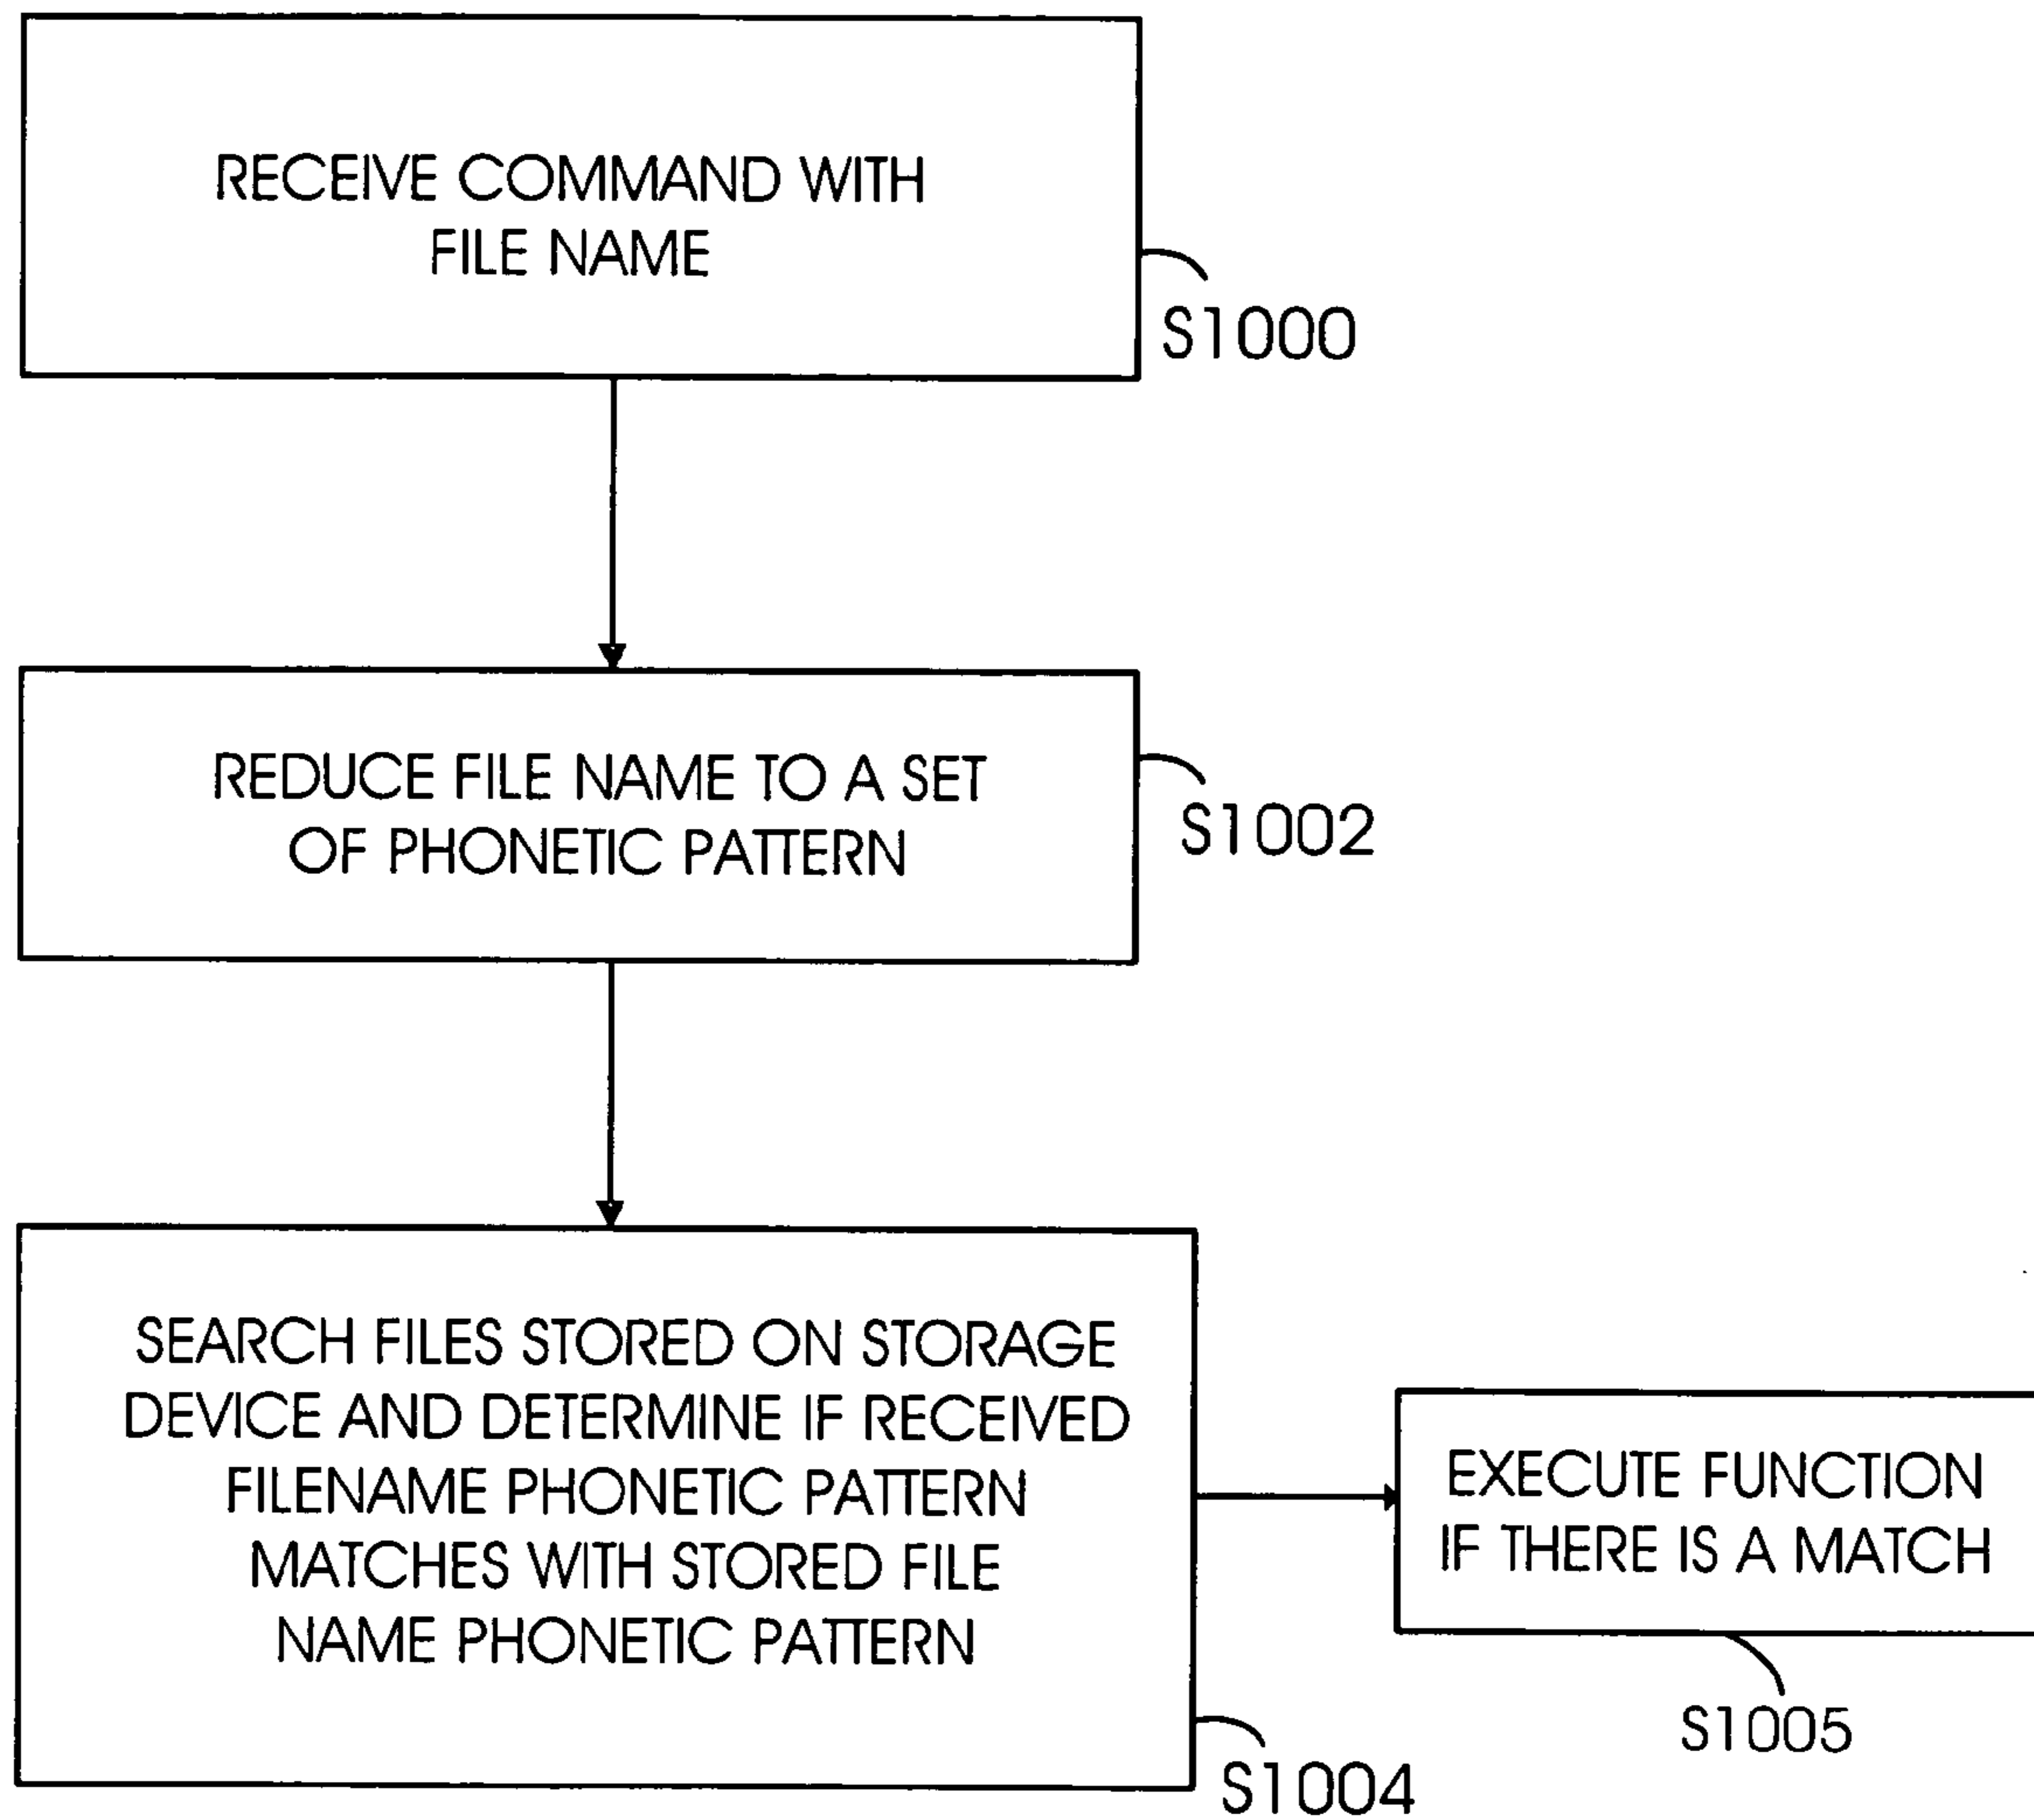 RECEIVE COMMAND WITH
FILE NAME
S1000
REDUCE FILE NAME TO A SET
OF PHONETIC PATTERN
S1002
SEARCH FILES STORED ON STORAGE
DEVICE AND DETERMINE IF RECEIVED
FILENAME PHONETIC PATTERN
MATCHES WITH STORED FILE
NAME PHONETIC PATTERN
S1004
EXECUTE FUNCTION
IF THERE IS A MATCH
S1005